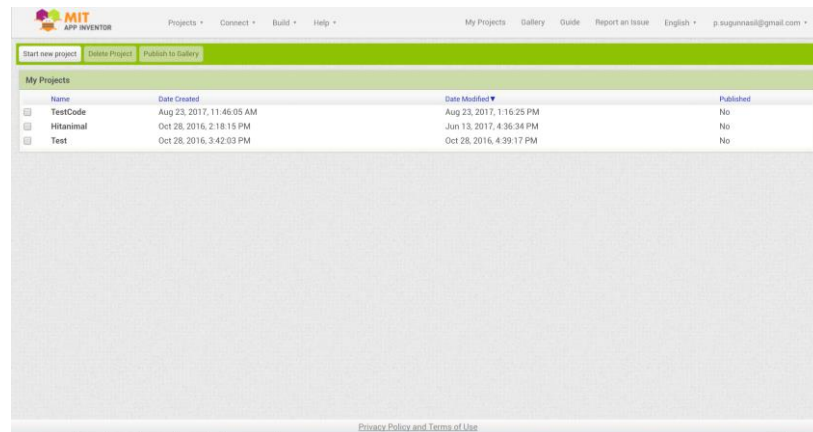 MIT
APP INVENTOR
Projects Connect Build Help My Projects Gallery Guide Report an Issue English p.sugunnasil@gmail.com
Start new project Delete Project Publish to Gallery
My Projects
Name Date Created Date Modified▼ Published
TestCode Aug 23, 2017, 11:46:05 AM Aug 23, 2017, 1:16:25 PM No
Hitanimal Oct 28, 2016, 2:18:15 PM Jun 13, 2017, 4:36:34 PM No
Test Oct 28, 2016, 3:42:03 PM Oct 28, 2016, 4:39:17 PM No
Privacy Policy and Terms of Use